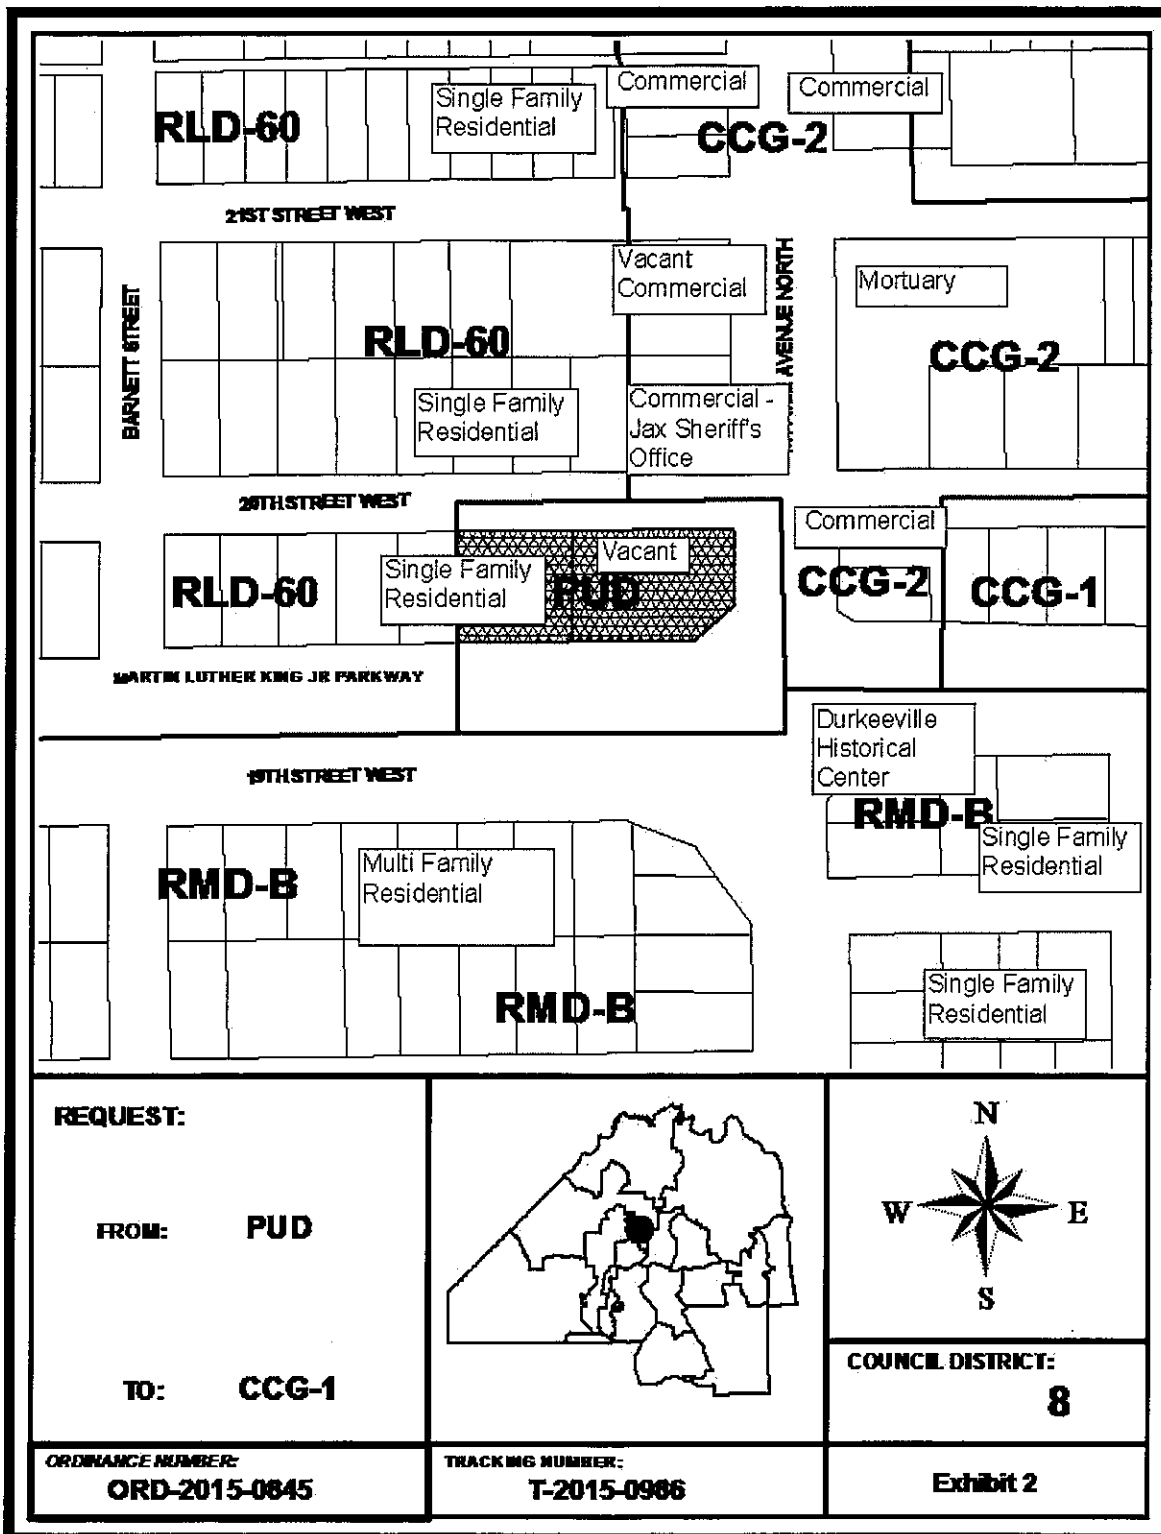 Single Family
Residential
Commercial
Commercial
RLD-60
CCG-2
21ST STREET WEST
BARNETT STREET
Vacant
Commercial
AVENUE NORTH
Mortuary
RLD-60
CCG-2
Single Family
Residential
Commercial -
Jax Sheriff's
Office
20TH STREET WEST
Commercial
RLD-60
Single Family
Residential
Vacant
PUD
CCG-2
CCG-1
MARTIN LUTHER KING JR PARKWAY
Durkeeville
Historical
Center
19TH STREET WEST
RMD-B
Single Family
Residential
RMD-B
Multi Family
Residential
RMD-B
Single Family
Residential
REQUEST:
FROM: PUD
TO: CCG-1
N
W E
S
COUNCIL DISTRICT:
8
ORDINANCE NUMBER:
ORD-2015-0845
TRACKING NUMBER:
T-2015-0986
Exhibit 2